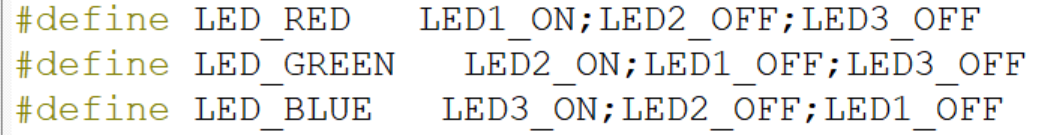 #define LED_RED   LED1_ON;LED2_OFF;LED3_OFF
#define LED_GREEN   LED2_ON;LED1_OFF;LED3_OFF
#define LED_BLUE   LED3_ON;LED2_OFF;LED1_OFF